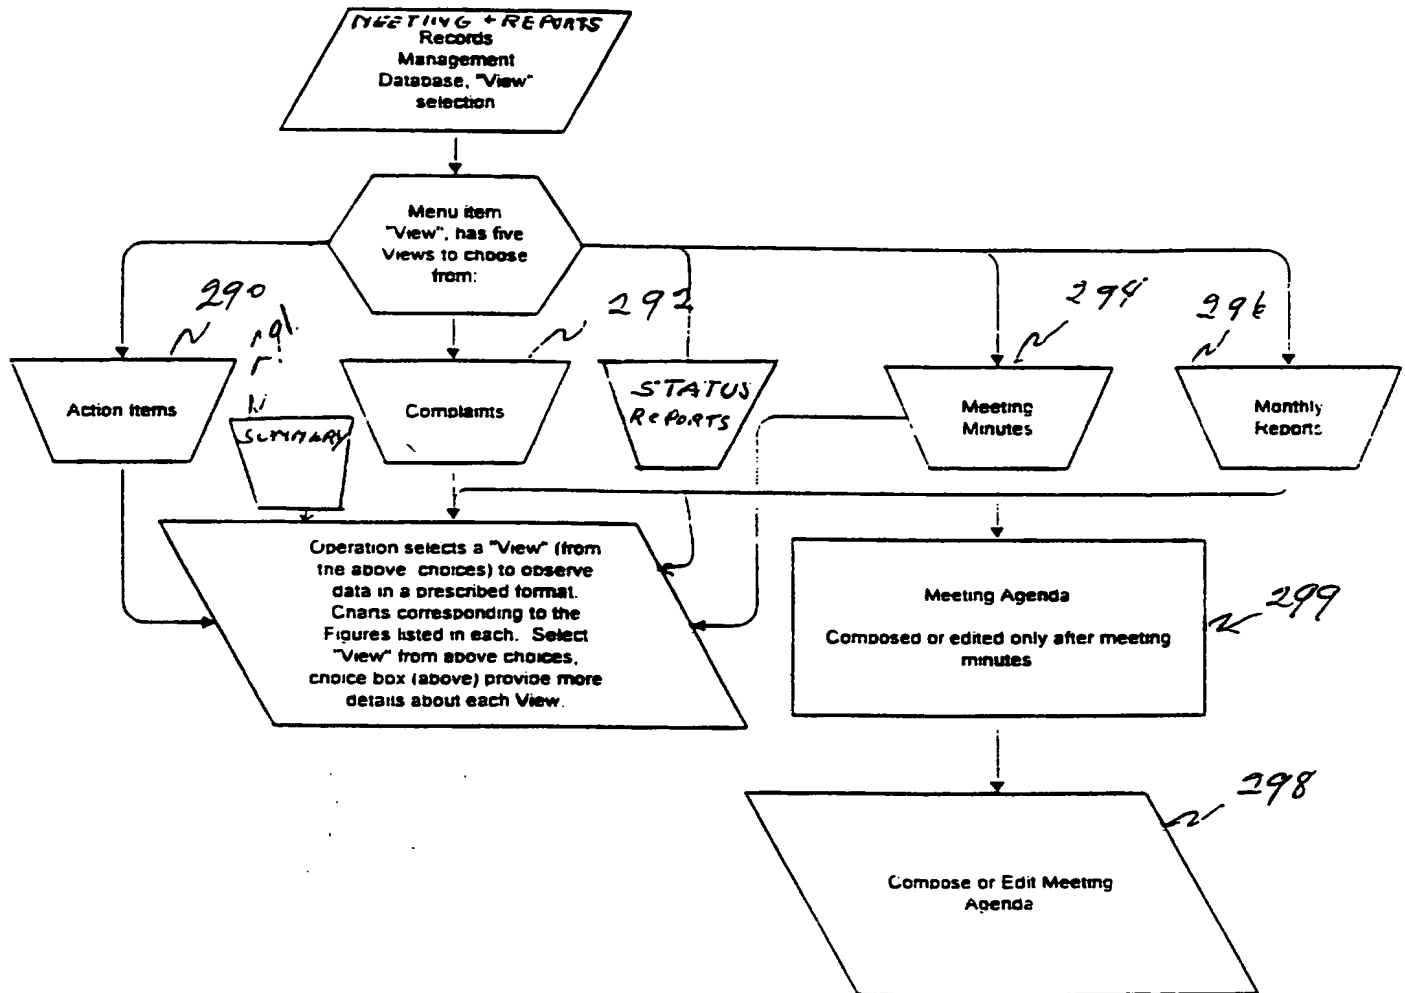 MEETING + REPORTS
Records
Management
Database, "View"
selection
Menu item
"View", has five
Views to choose
from:
290
292
294
296
Action Items
SUMMARY
Complaints
STATUS
REPORTS
Meeting
Minutes
Monthly
Reports
Operation selects a "View" (from
the above choices) to observe
data in a prescribed format.
Charts corresponding to the
Figures listed in each. Select
"View" from above choices,
choice box (above) provide more
details about each View.
Meeting Agenda
Composed or edited only after meeting
minutes
299
298
Compose or Edit Meeting
Agenda